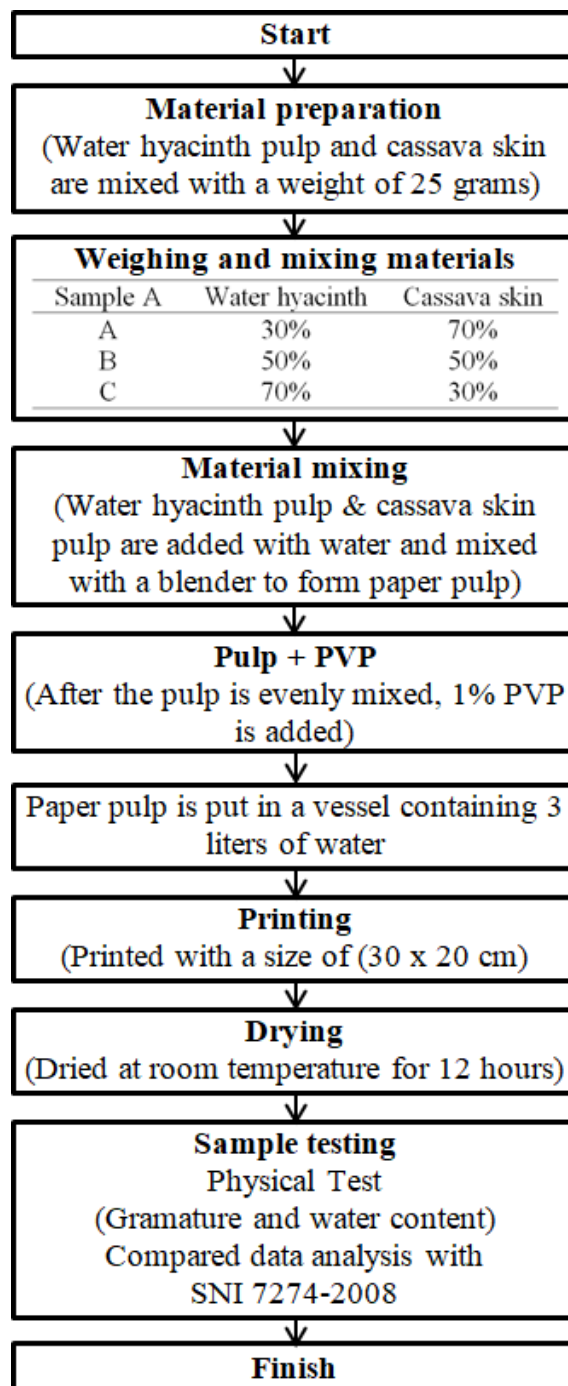 Start
Material preparation
(Water hyacinth pulp and cassava skin
are mixed with a weight of 25 grams)
Weighing and mixing materials
Sample A Water hyacinth Cassava skin
A 30% 70%
B 50% 50%
C 70% 30%
Material mixing
(Water hyacinth pulp & cassava skin
pulp are added with water and mixed
with a blender to form paper pulp)
Pulp + PVP
(After the pulp is evenly mixed, 1% PVP
is added)
Paper pulp is put in a vessel containing 3
liters of water
Printing
(Printed with a size of (30 x 20 cm)
Drying
(Dried at room temperature for 12 hours)
Sample testing
Physical Test
(Gramature and water content)
Compared data analysis with
SNI 7274-2008
Finish